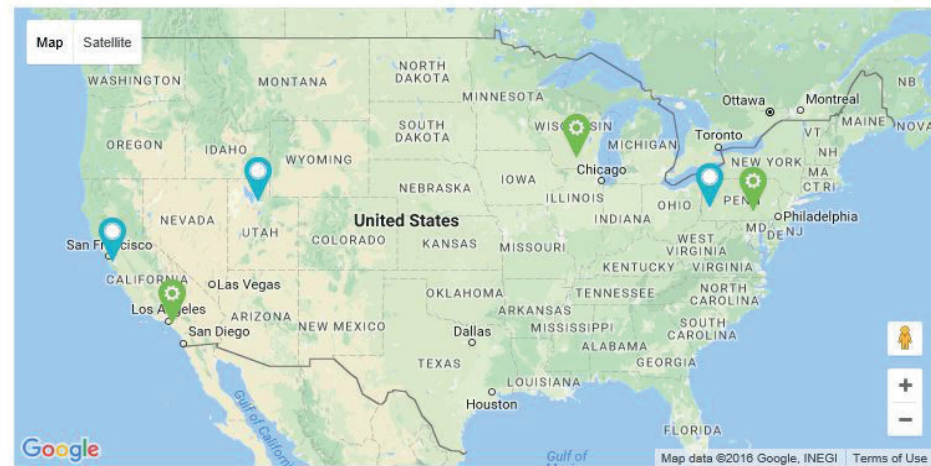 Map Satellite
WASHINGTON
MONTANA
NORTH
DAKOTA
MINNESOTA
Ottawa
Montreal
NB
MAINE
NOVA
OREGON
IDAHO
SOUTH
DAKOTA
WISCONSIN
MICHIGAN
Toronto
VT
NH
WYOMING
Chicago
NEW YORK
MA
CT RI
NEBRASKA
IOWA
ILLINOIS
INDIANA
OHIO
PENN
Philadelphia
NEVADA
UTAH
United States
COLORADO
KANSAS
MISSOURI
WEST
VIRGINIA
MD
DE
NJ
San Francisco
CALIFORNIA
Las Vegas
KENTUCKY
VIRGINIA
Los Angeles
ARIZONA
NEW MEXICO
OKLAHOMA
ARKANSAS
TENNESSEE
NORTH
CAROLINA
San Diego
Dallas
MISSISSIPPI
ALABAMA
SOUTH
CAROLINA
TEXAS
GEORGIA
LOUISIANA
Houston
Gulf of California
FLORIDA
Gulf of
Google
Map data ©2016 Google, INEGI Terms of Use